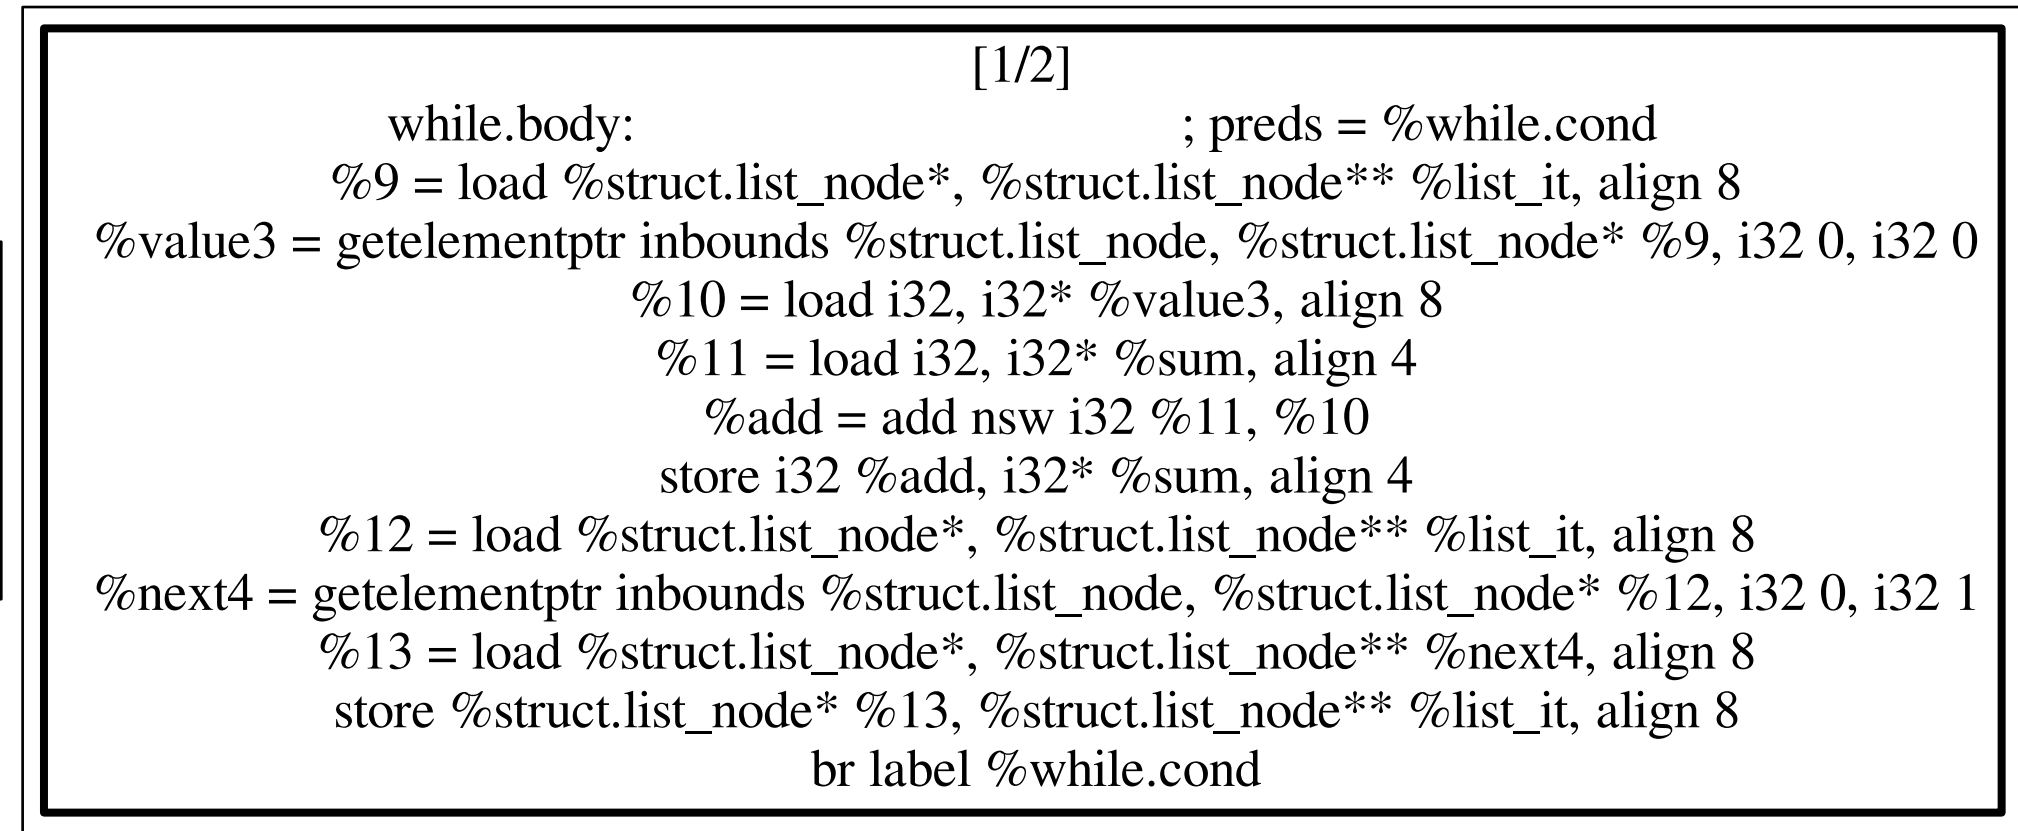 [1/2]
while.body: ; preds = %while.cond
%9 = load %struct.list_node*, %struct.list_node** %list_it, align 8
%value3 = getelementptr inbounds %struct.list_node, %struct.list_node* %9, i32 0, i32 0
%10 = load i32, i32* %value3, align 8
%11 = load i32, i32* %sum, align 4
%add = add nsw i32 %11, %10
store i32 %add, i32* %sum, align 4
%12 = load %struct.list_node*, %struct.list_node** %list_it, align 8
%next4 = getelementptr inbounds %struct.list_node, %struct.list_node* %12, i32 0, i32 1
%13 = load %struct.list_node*, %struct.list_node** %next4, align 8
store %struct.list_node* %13, %struct.list_node** %list_it, align 8
br label %while.cond